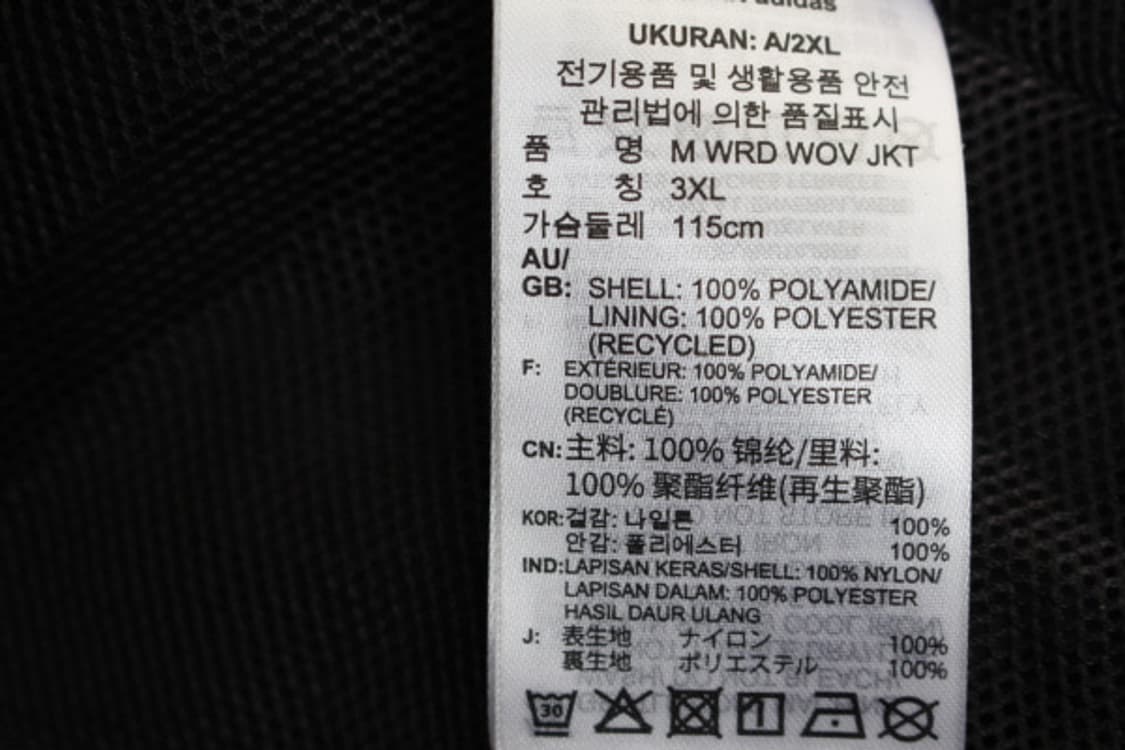 adidas
UKURAN: A/2XL
전기용품 및 생활용품 안전
관리법에 의한 품질표시
품 명 M WRD WOV JKT
호 칭 3XL
가슴둘레 115cm
AU/
GB: SHELL: 100% POLYAMIDE/
LINING: 100% POLYESTER
(RECYCLED)
F: EXTÉRIEUR: 100% POLYAMIDE/
DOUBLURE: 100% POLYESTER
(RECYCLÉ)
CN: 主料: 100% 锦纶/里料:
100% 聚酯纤维(再生聚酯)
KOR: 겉감: 나일론 100%
안감: 폴리에스터 100%
IND: LAPISAN KERAS/SHELL: 100% NYLON/
LAPISAN DALAM: 100% POLYESTER
HASIL DAUR ULANG
J: 表生地 ナイロン 100%
裏生地 ポリエステル 100%
30